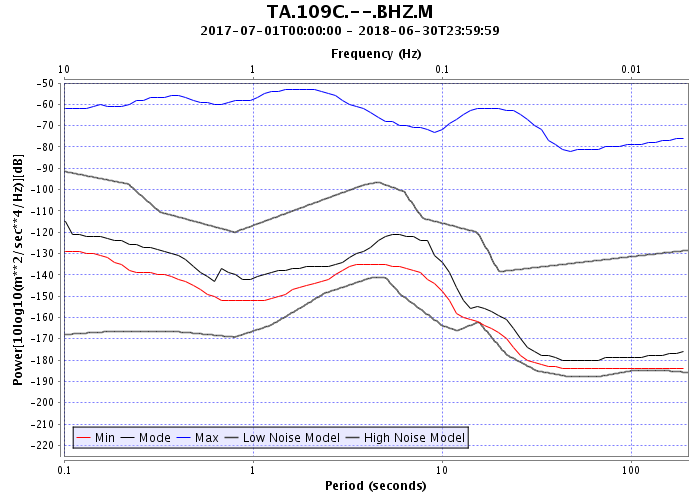 TA.109C.--.BHZ.M
2017-07-01T00:00:00 - 2018-06-30T23:59:59
Frequency (Hz)
10 1 0.1 0.01
Power[10log10(m**2/sec**4/Hz)][dB]
-50
-60
-70
-80
-90
-100
-110
-120
-130
-140
-150
-160
-170
-180
-190
-200
-210
-220
Min Mode Max Low Noise Model High Noise Model
0.1 1 10 100
Period (seconds)